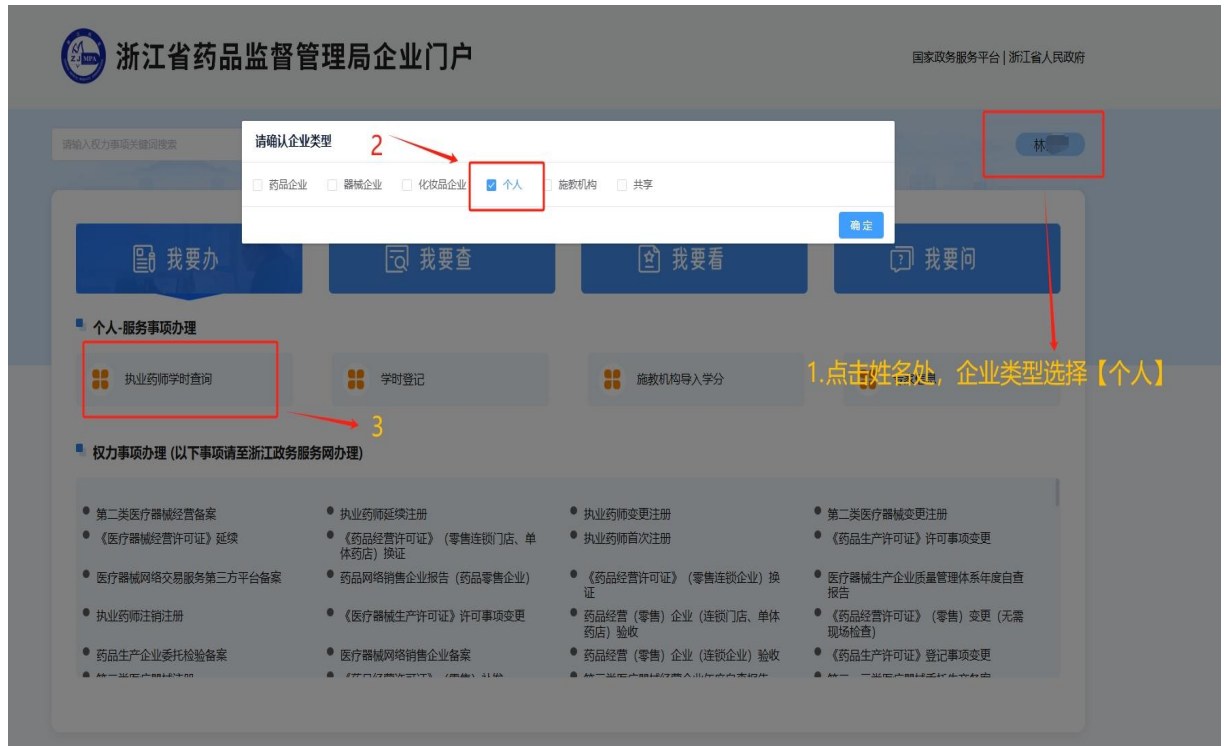 浙江省药品监督管理局企业门户
国家政务服务平台 | 浙江省人民政府
请输入权力事项关键词搜索
请确认企业类型
2
药品企业 器械企业 化妆品企业 个人 施教机构 共享
确定
林
我要办 我要查 我要看 我要问
个人-服务事项办理
执业药师学时查询 学时登记 施教机构导入学分
1.点击姓名处，企业类型选择【个人】
3
权力事项办理 (以下事项请至浙江政务服务网办理)
第二类医疗器械经营备案 执业药师延续注册 执业药师变更注册 第二类医疗器械变更注册
《医疗器械经营许可证》延续 《药品经营许可证》（零售连锁门店、单 执业药师首次注册 《药品生产许可证》许可事项变更
体药店）换证
医疗器械网络交易服务第三方平台备案 药品网络销售企业报告（药品零售企业） 《药品经营许可证》（零售连锁企业）换 医疗器械生产企业质量管理体系年度自查
证 报告
执业药师注销注册 《医疗器械生产许可证》许可事项变更 药品经营（零售）企业（连锁门店、单体 《药品经营许可证》（零售）变更（无需
药店）验收 现场检查）
药品生产企业委托检验备案 医疗器械网络销售企业备案 药品经营（零售）企业（连锁企业）验收 《药品生产许可证》登记事项变更